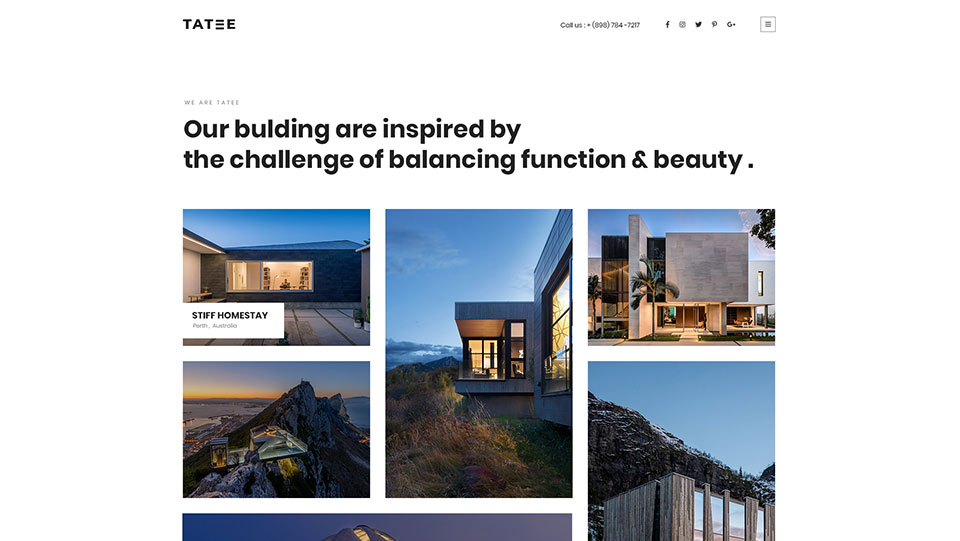 TATEE
Call us : + (898) 784 -7217
WE ARE TATEE
Our bulding are inspired by
the challenge of balancing function & beauty .
STIFF HOMESTAY
Perth , Australia